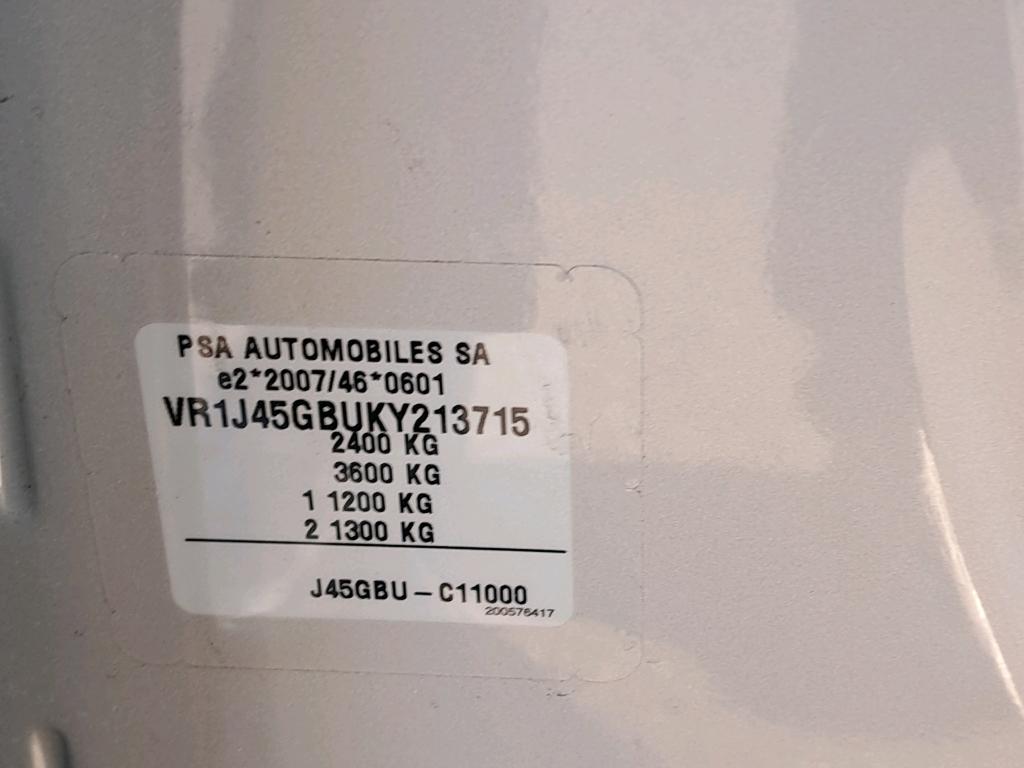 PSA AUTOMOBILES SA
e2*2007/46*0601
VR1J45GBUKY213715
2400 KG
3600 KG
1 1200 KG
2 1300 KG
J45GBU - C11000
200576417